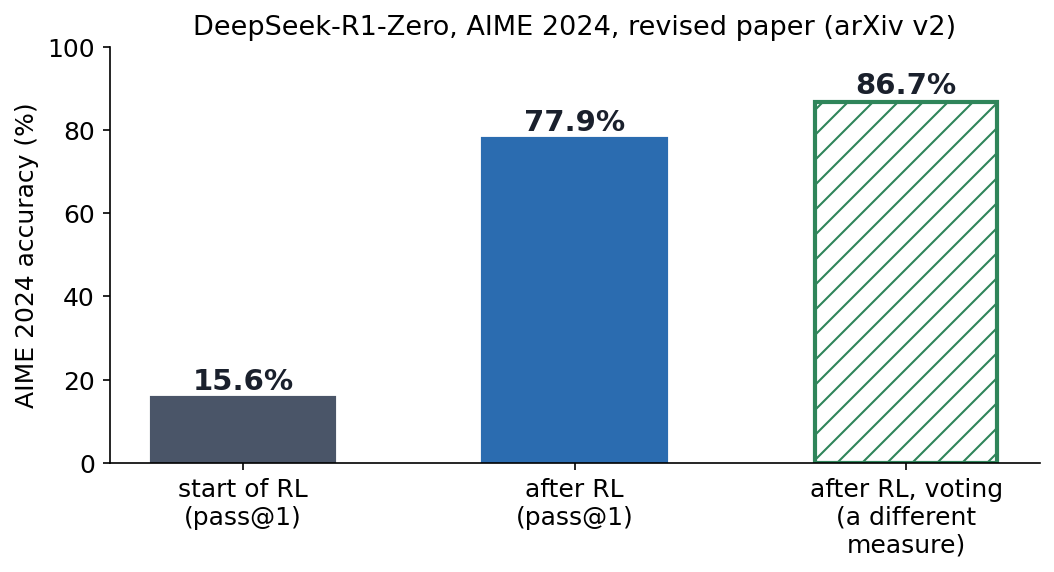 DeepSeek-R1-Zero, AIME 2024, revised paper (arXiv v2)
AIME 2024 accuracy (%)
100
80
60
40
20
0
15.6%
77.9%
86.7%
start of RL
(pass@1)
after RL
(pass@1)
after RL, voting
(a different
measure)